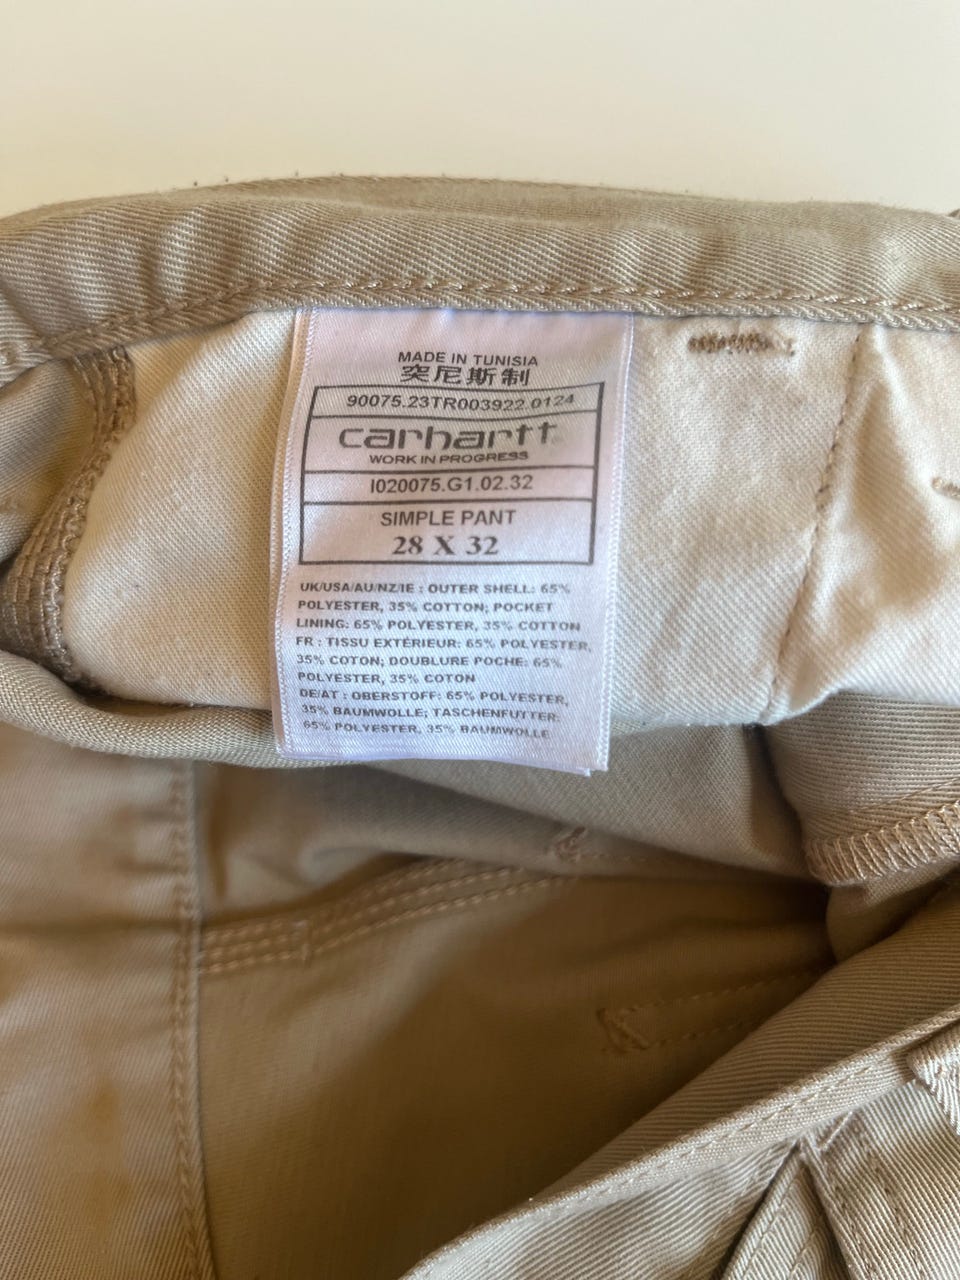 MADE IN TUNISIA
突尼斯制
90075.23TR003922.0124
carhartt
WORK IN PROGRESS
I020075.G1.02.32
SIMPLE PANT
28 X 32
UK/USA/AU/NZ/IE : OUTER SHELL: 65%
POLYESTER, 35% COTTON; POCKET
LINING: 65% POLYESTER, 35% COTTON
FR : TISSU EXTÉRIEUR: 65% POLYESTER,
35% COTON; DOUBLURE POCHE: 65%
POLYESTER, 35% COTON
DE/AT : OBERSTOFF: 65% POLYESTER,
35% BAUMWOLLE; TASCHENFUTTER:
65% POLYESTER, 35% BAUMWOLLE